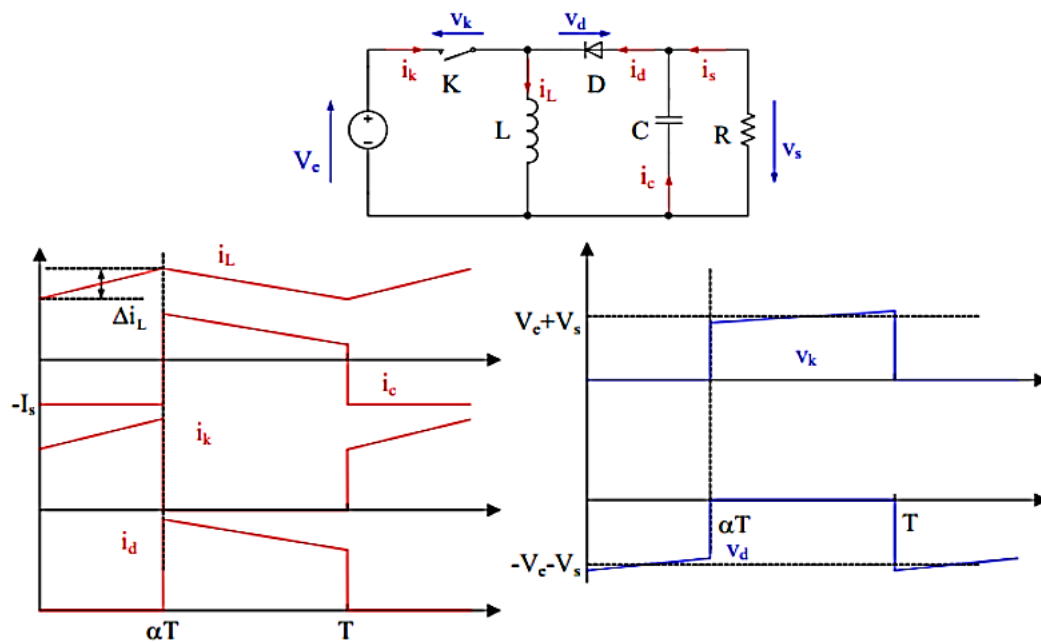 v_k v_d
i_k K D i_d i_s
i_L
V_e + − L C R v_s
i_c
i_L
Δi_L
V_e+V_s
v_k
-I_s i_c
i_k
αT T
i_d v_d
-V_e-V_s
αT T